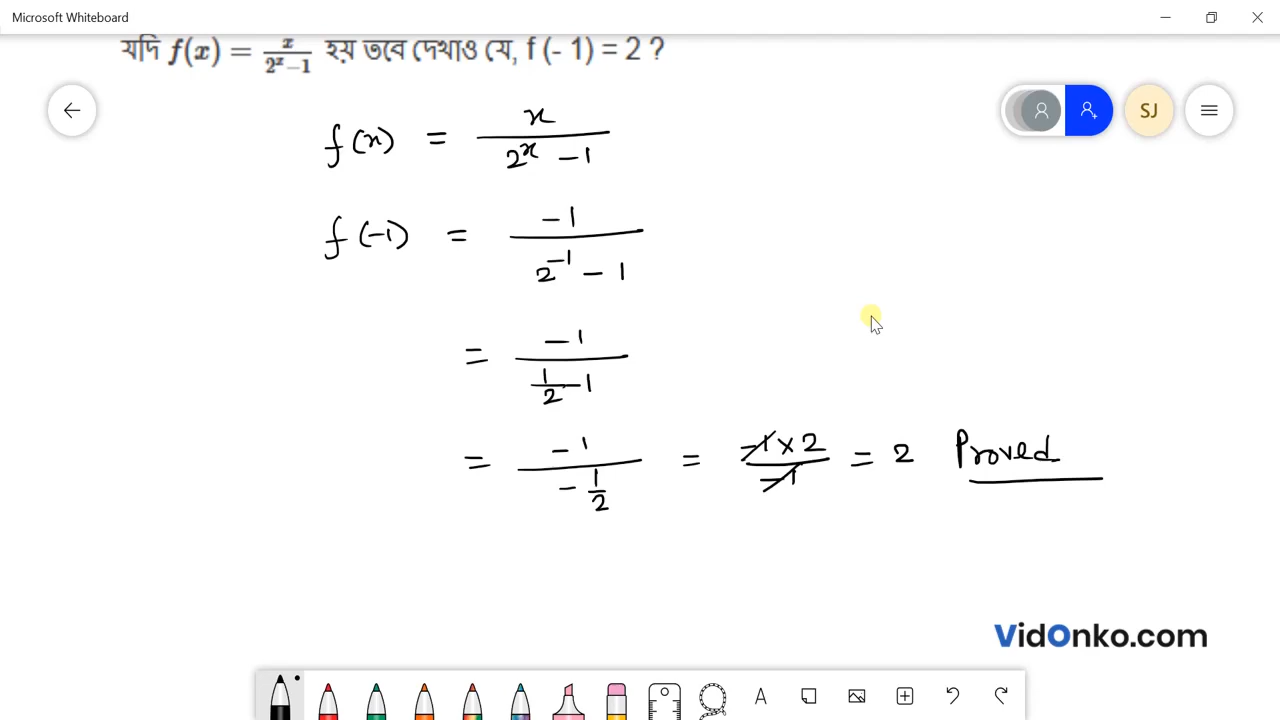 Microsoft Whiteboard
যদি f(x) = x/(2^x−1) হয় তবে দেখাও যে, f (- 1) = 2 ?
SJ
f(x) = x/(2^x − 1)
f(−1) = −1/(2^−1 − 1)
= −1/(1/2 − 1)
= −1/(−1/2) = (−1 × 2)/(−1) = 2 Proved
VidOnko.com
A